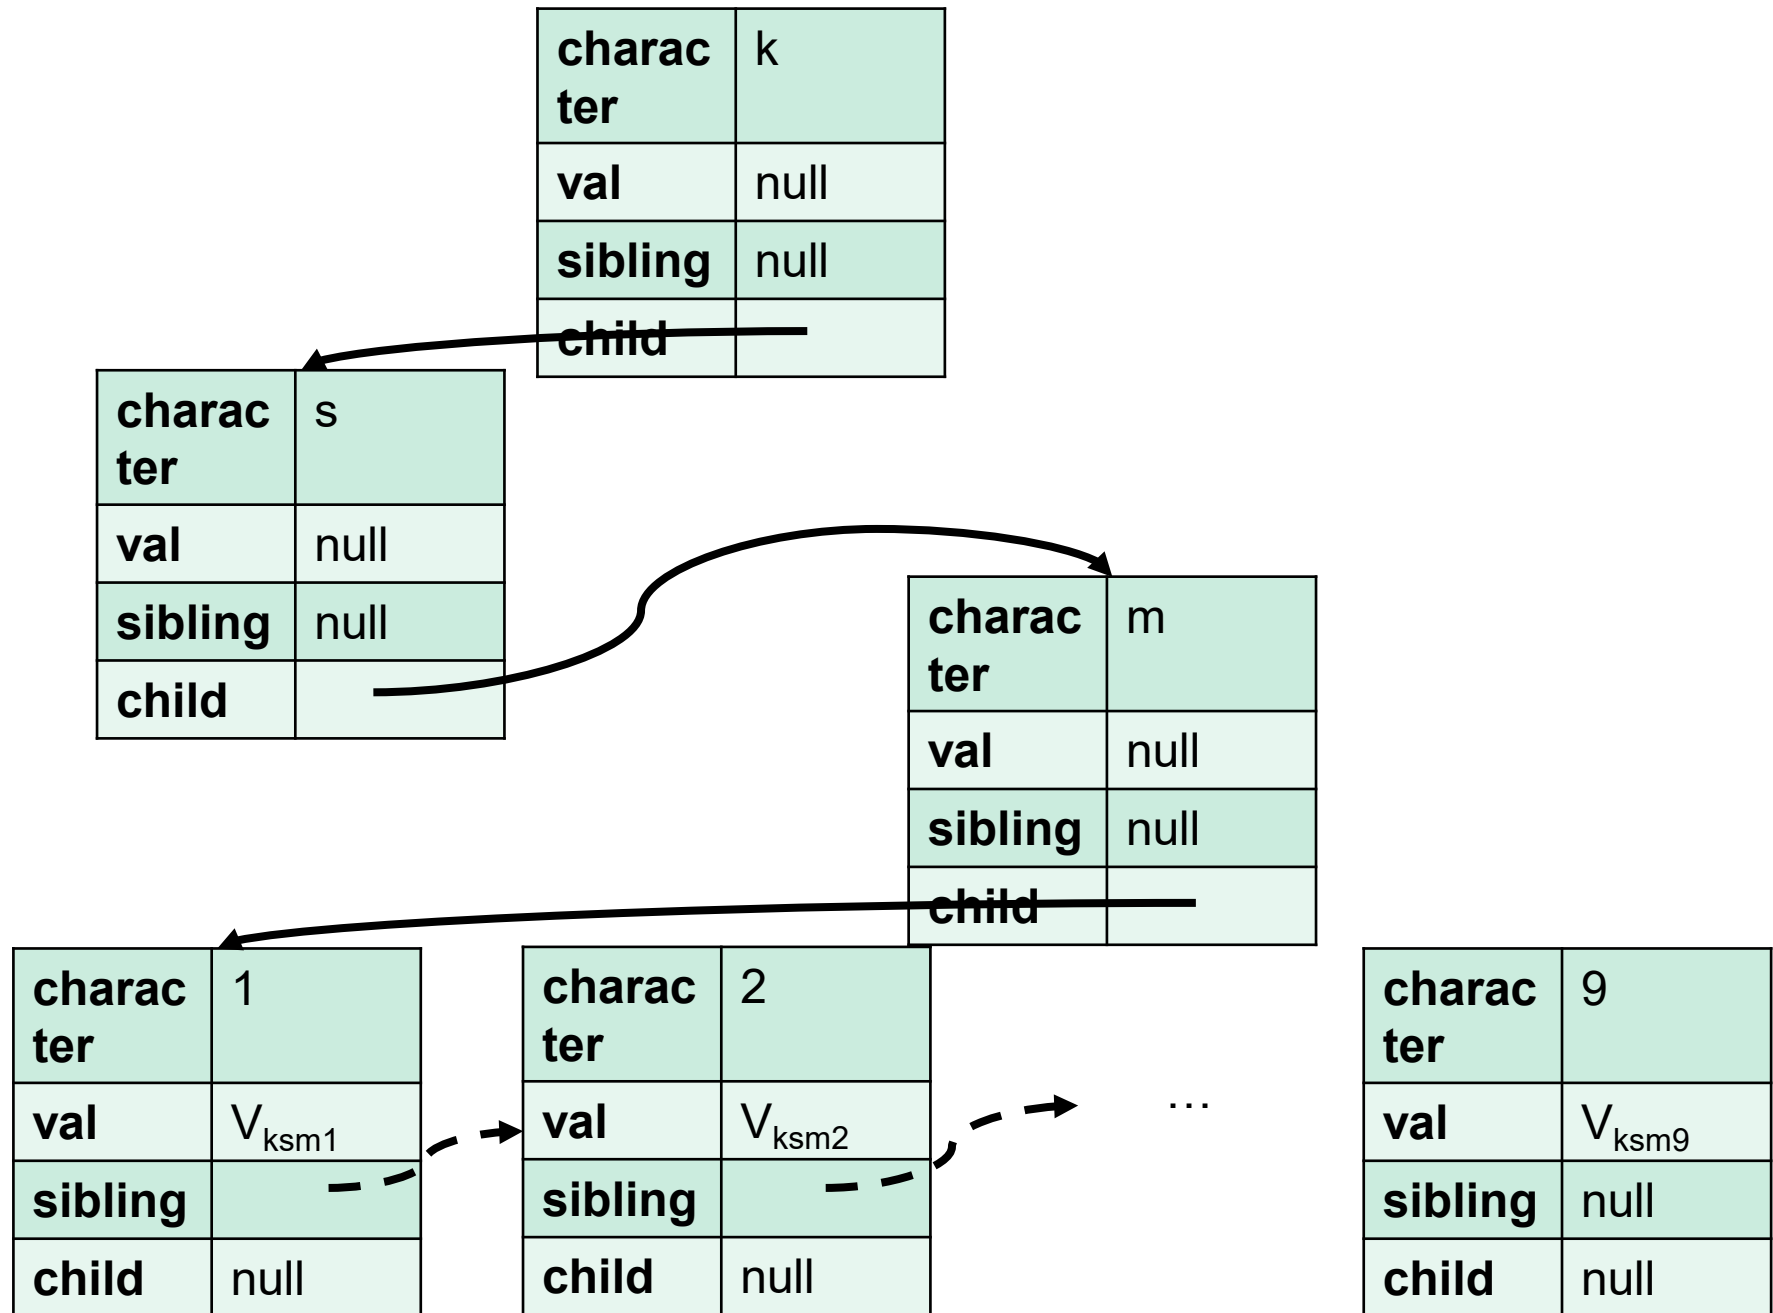 charac k
ter
val null
sibling null
child
charac s
ter
val null
sibling null
child
charac m
ter
val null
sibling null
child
charac 1
ter
val Vksm1
sibling
child null
charac 2
ter
val Vksm2
sibling
child null
...
charac 9
ter
val Vksm9
sibling null
child null